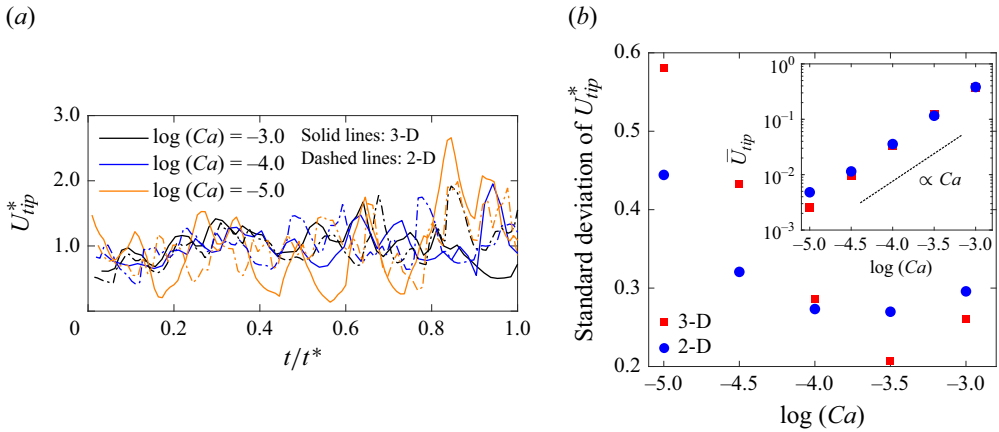 (a)
(b)
3.0
2.0
1.0
0
0.2
0.4
0.6
0.8
1.0
U*tip
t/t*
log (Ca) = –3.0
log (Ca) = –4.0
log (Ca) = –5.0
Solid lines: 3-D
Dashed lines: 2-D
0.6
0.5
0.4
0.3
0.2
Standard deviation of U*tip
–5.0
–4.5
–4.0
–3.5
–3.0
log (Ca)
3-D
2-D
10⁰
10⁻¹
10⁻²
10⁻³
U̅tip
∝ Ca
–5.0
–4.5
–4.0
–3.5
–3.0
log (Ca)